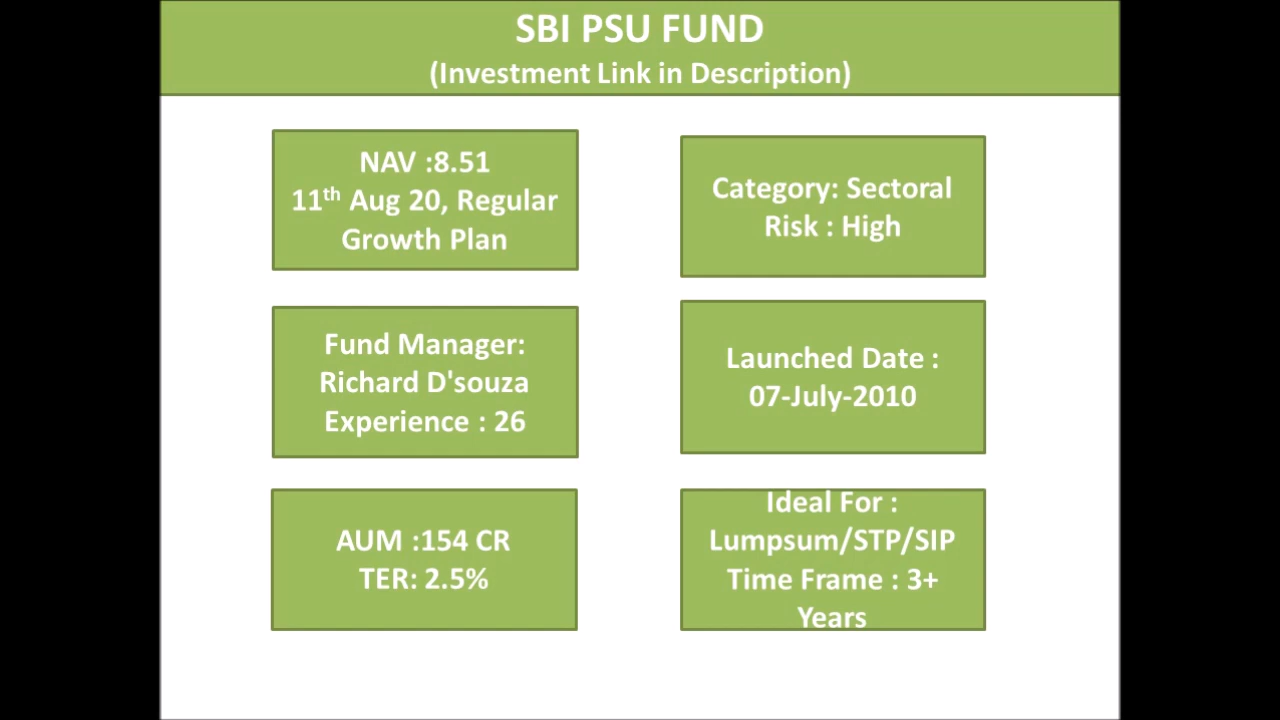 SBI PSU FUND
(Investment Link in Description)
NAV :8.51
11th Aug 20, Regular
Growth Plan
Category: Sectoral
Risk : High
Fund Manager:
Richard D'souza
Experience : 26
Launched Date :
07-July-2010
AUM :154 CR
TER: 2.5%
Ideal For :
Lumpsum/STP/SIP
Time Frame : 3+
Years